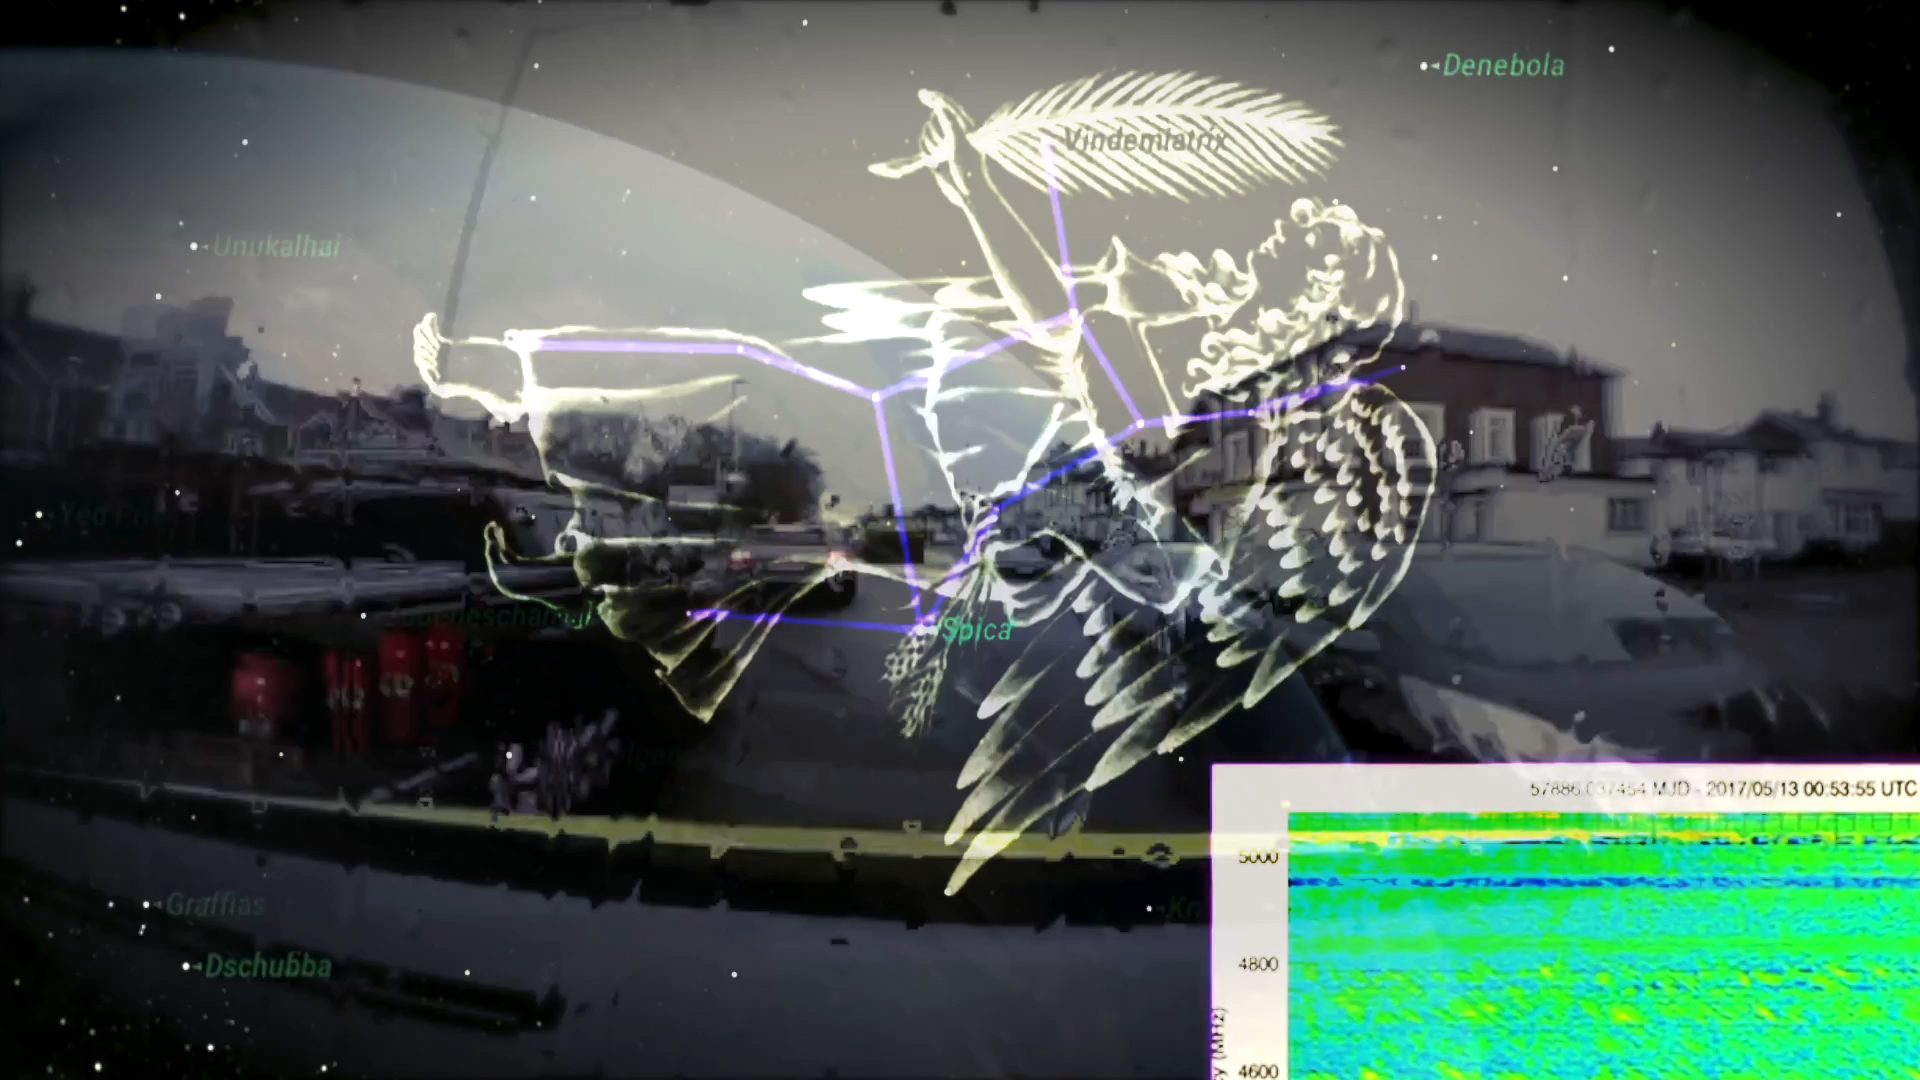 Denebola
Vindemiatrix
Unukalhai
Spica
57886.037454 MJD - 2017/05/13 00:53:55 UTC
5000
Graffias
Dschubba
4800
4600